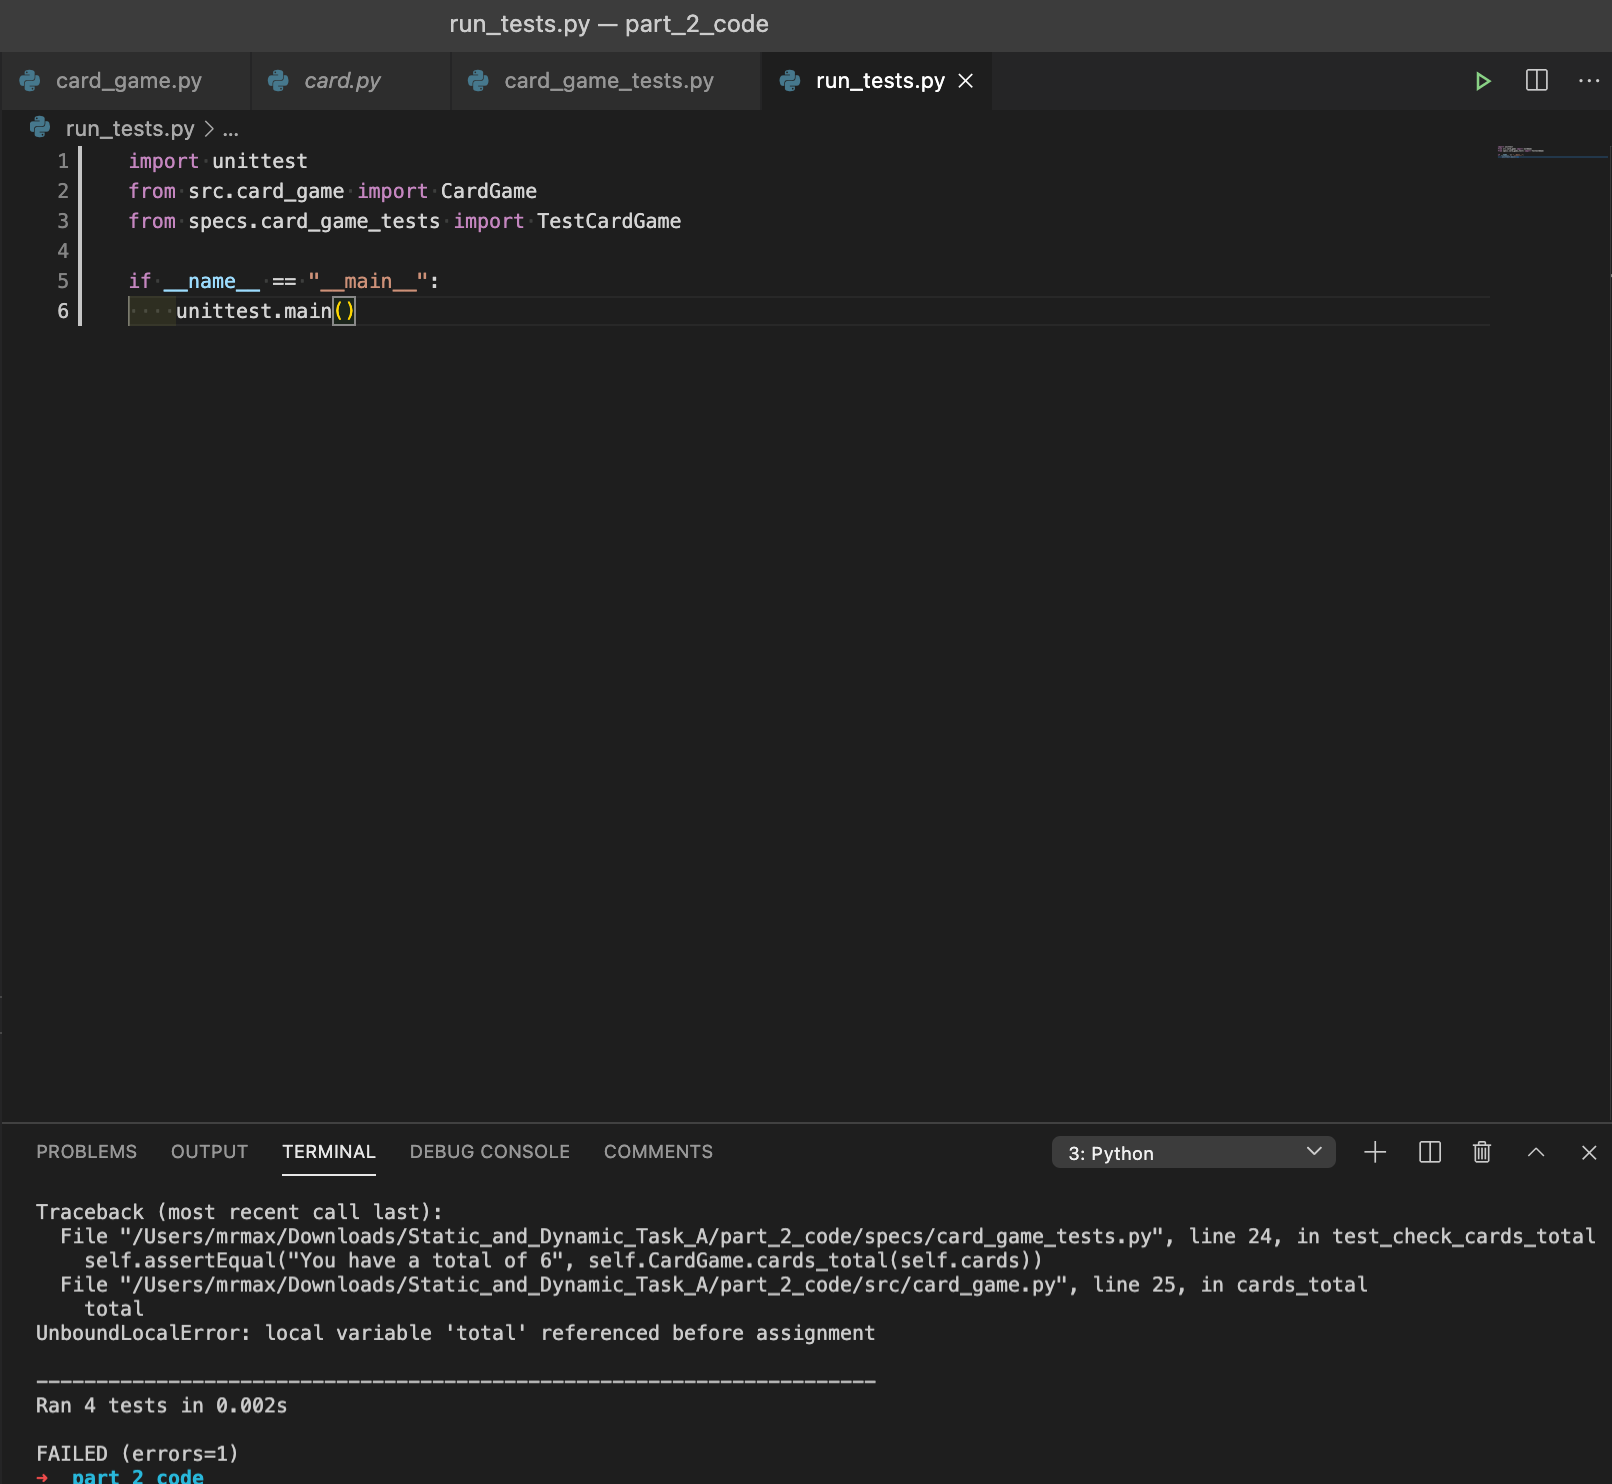 run_tests.py — part_2_code
card_game.py card.py card_game_tests.py run_tests.py
run_tests.py > ...
1 import unittest
2 from src.card_game import CardGame
3 from specs.card_game_tests import TestCardGame
4
5 if __name__ == "__main__":
6     unittest.main()
PROBLEMS OUTPUT TERMINAL DEBUG CONSOLE COMMENTS 3: Python
Traceback (most recent call last):
  File "/Users/mrmax/Downloads/Static_and_Dynamic_Task_A/part_2_code/specs/card_game_tests.py", line 24, in test_check_cards_total
    self.assertEqual("You have a total of 6", self.CardGame.cards_total(self.cards))
  File "/Users/mrmax/Downloads/Static_and_Dynamic_Task_A/part_2_code/src/card_game.py", line 25, in cards_total
    total
UnboundLocalError: local variable 'total' referenced before assignment
----------------------------------------------------------------------
Ran 4 tests in 0.002s
FAILED (errors=1)
→ part_2_code